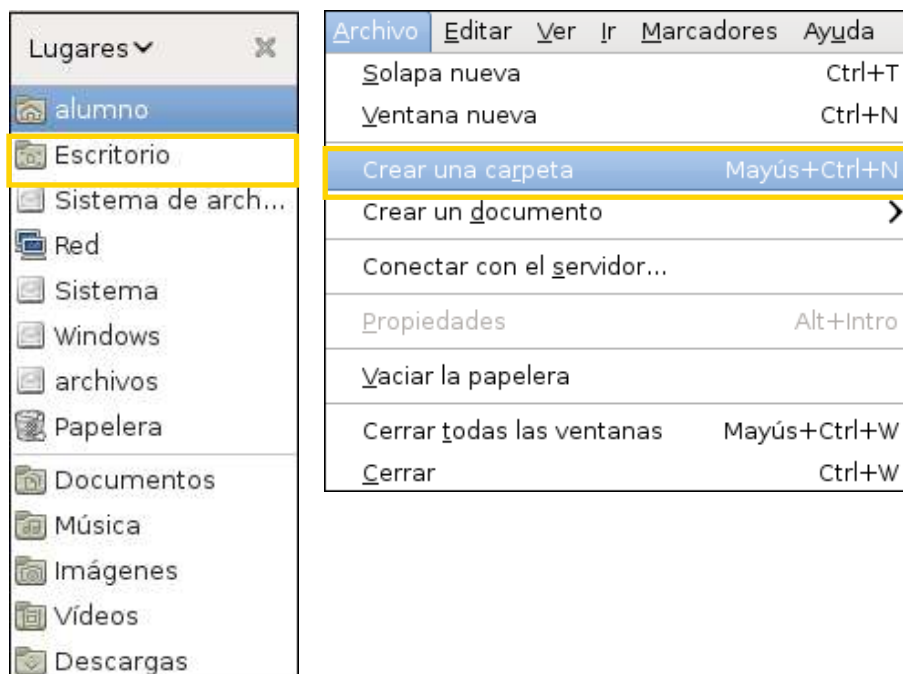 Lugares
alumno
Escritorio
Sistema de arch...
Red
Sistema
Windows
archivos
Papelera
Documentos
Música
Imágenes
Vídeos
Descargas
Archivo Editar Ver Ir Marcadores Ayuda
Solapa nueva Ctrl+T
Ventana nueva Ctrl+N
Crear una carpeta Mayús+Ctrl+N
Crear un documento
Conectar con el servidor...
Propiedades Alt+Intro
Vaciar la papelera
Cerrar todas las ventanas Mayús+Ctrl+W
Cerrar Ctrl+W